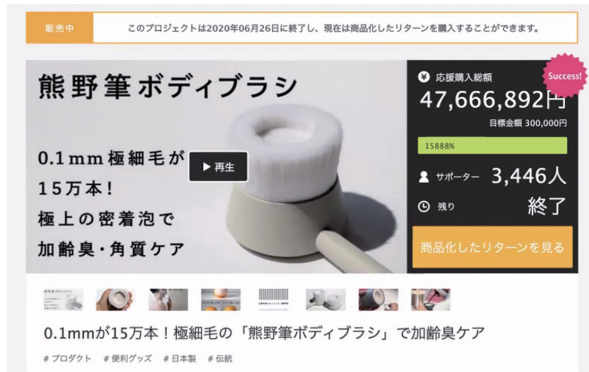 販売中
このプロジェクトは2020年06月26日に終了し、現在は商品化したリターンを購入することができます。
熊野筆ボディブラシ
0.1mm極細毛が
15万本!
極上の密着泡で
加齢臭・角質ケア
再生
Success!
応援購入総額
47,666,892円
目標金額 300,000円
15888%
サポーター 3,446人
残り 終了
商品化したリターンを見る
0.1mmが15万本！極細毛の「熊野筆ボディブラシ」で加齢臭ケア
# プロダクト # 便利グッズ # 日本製 # 伝統